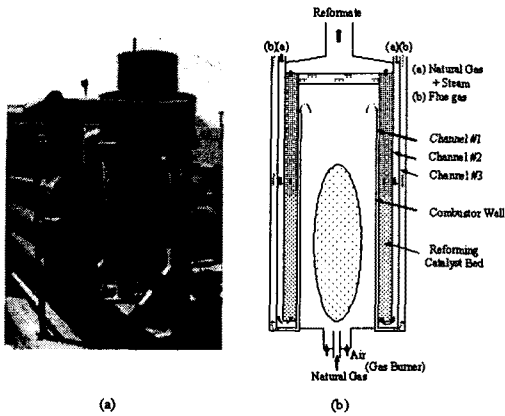 Reformate
(b)(a)
(a)(b)
(a) Natural Gas
+ Steam
(b) Flue gas
Channel #1
Channel #2
Channel #3
Combustor Wall
Reforming
Catalyst Bed
Air
(Gas Burner)
Natural Gas
(a)
(b)